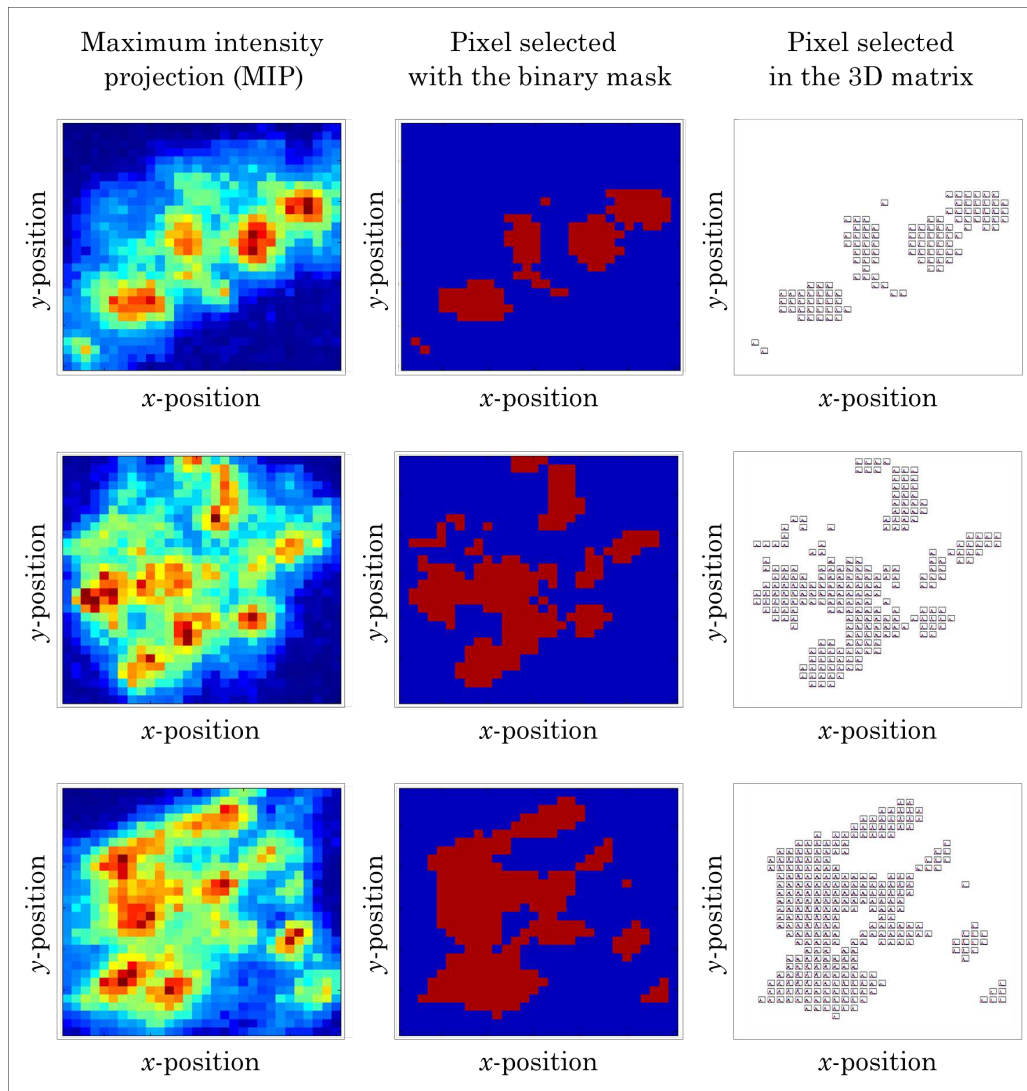 Maximum intensity
projection (MIP)
Pixel selected
with the binary mask
Pixel selected
in the 3D matrix
y-position
y-position
y-position
x-position
x-position
x-position
y-position
y-position
y-position
x-position
x-position
x-position
y-position
y-position
y-position
x-position
x-position
x-position